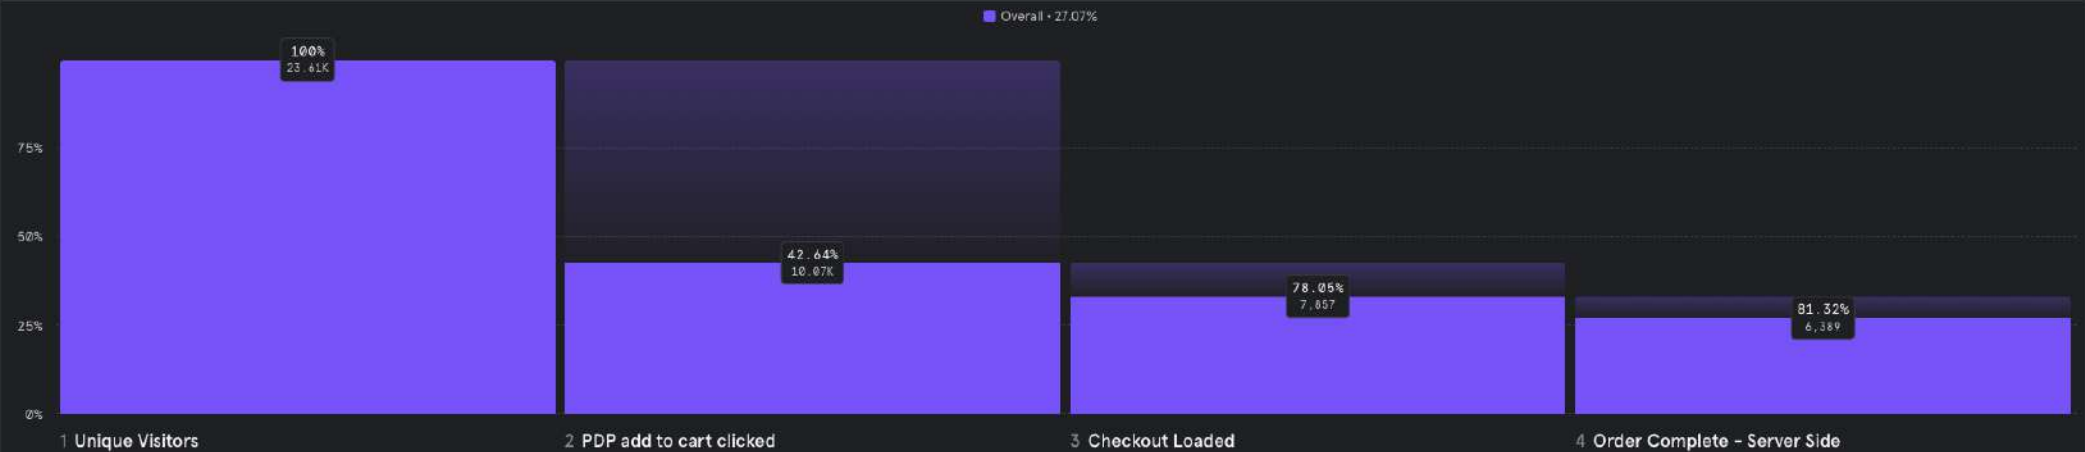 Overall • 27.07%
100%
23.61K
75%
50%
42.64%
10.07K
78.05%
7,857
81.32%
6,389
25%
0%
1 Unique Visitors
2 PDP add to cart clicked
3 Checkout Loaded
4 Order Complete - Server Side